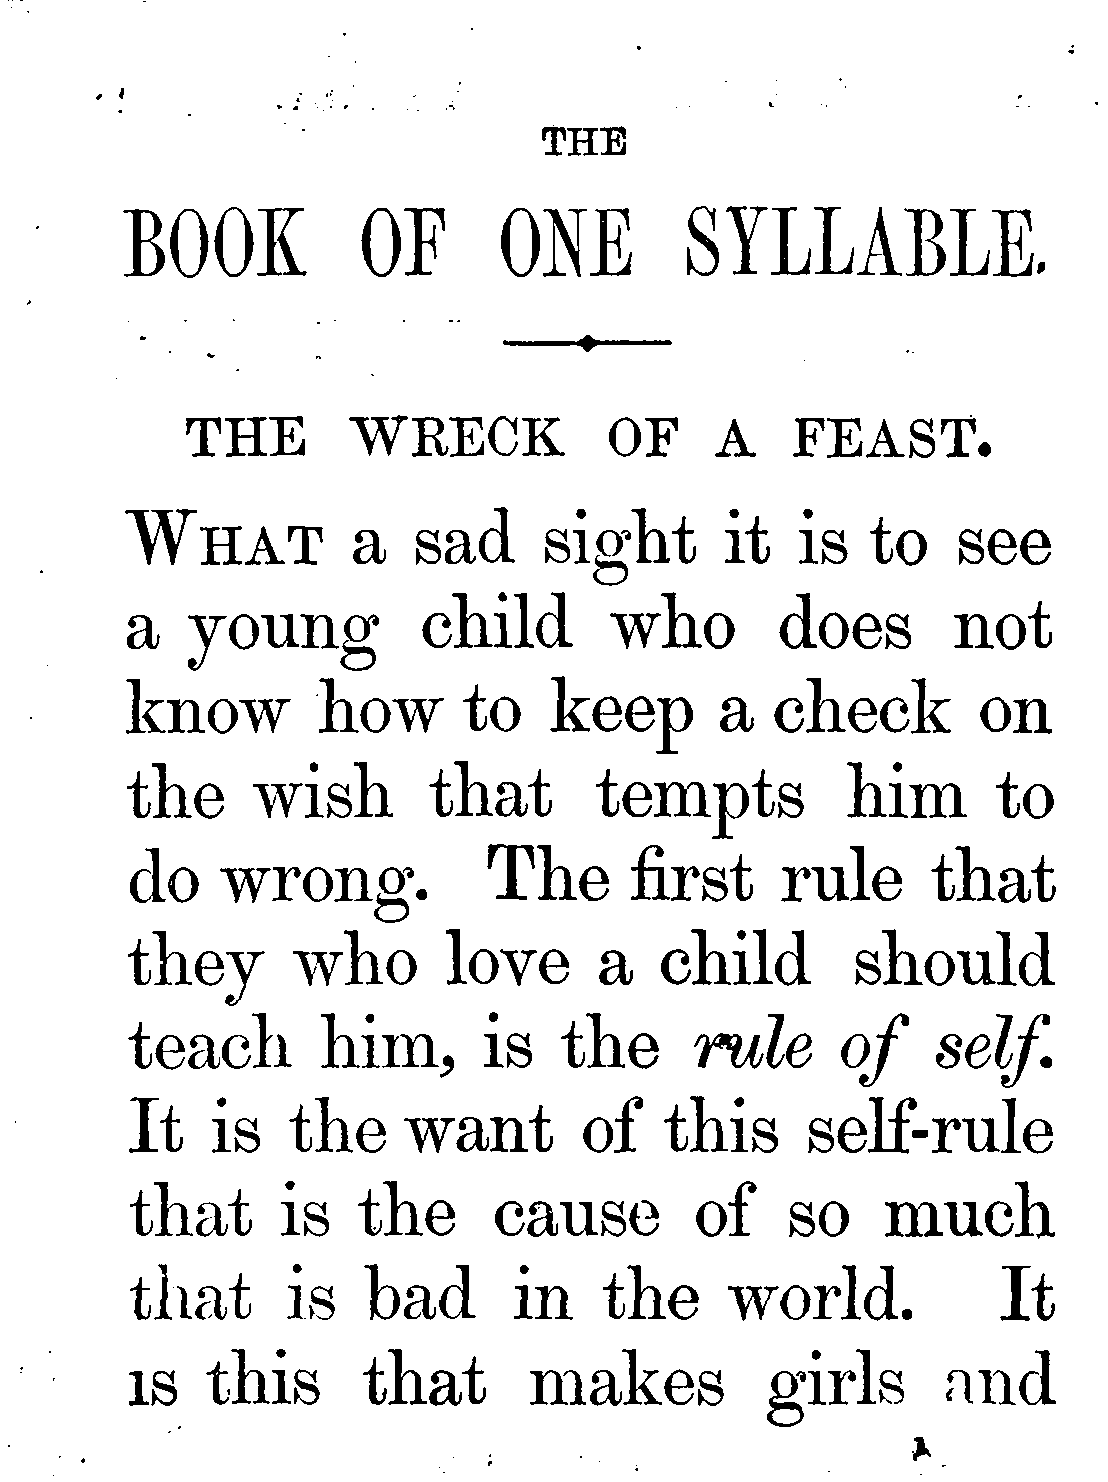 THE
BOOK OF ONE SYLLABLE.
THE WRECK OF A FEAST.
WHAT a sad sight it is to see
a young child who does not
know how to keep a check on
the wish that tempts him to
do wrong. The first rule that
they who love a child should
teach him, is the rule of self.
It is the want of this self-rule
that is the cause of so much
that is bad in the world. It
is this that makes girls and
A